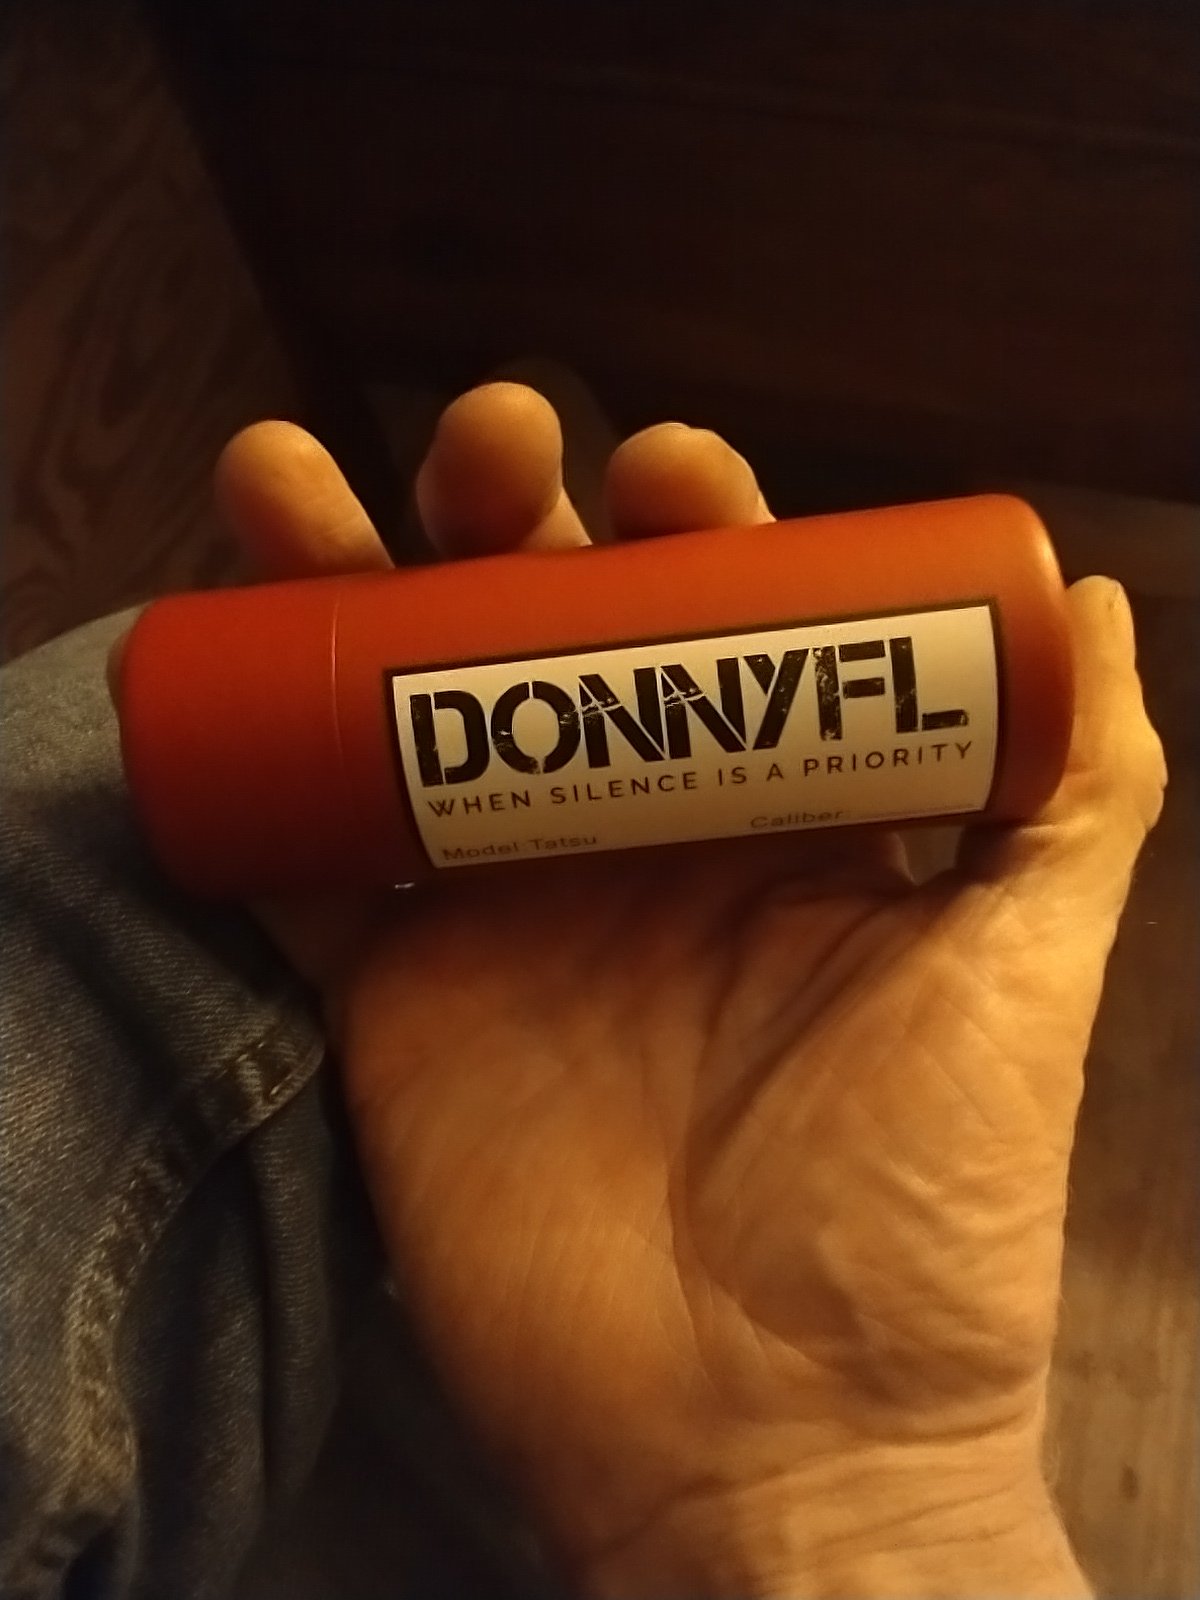 DONNYFL
WHEN SILENCE IS A PRIORITY
Model Tatsu
Caliber: